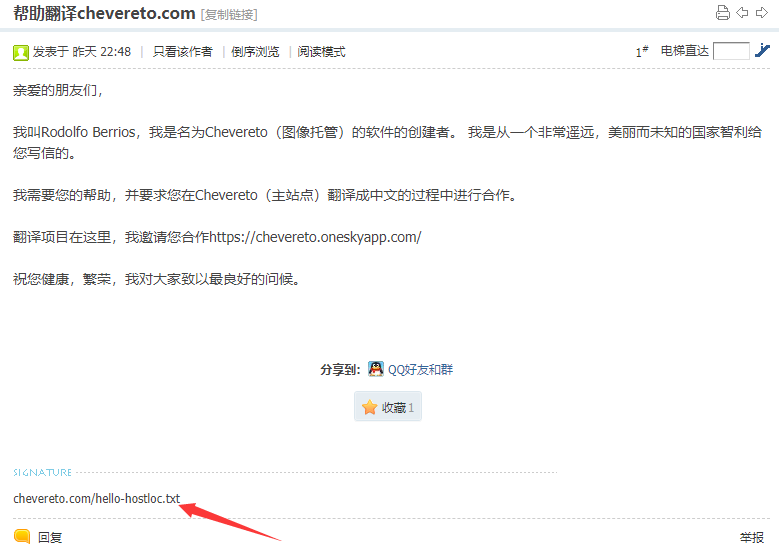 帮助翻译chevereto.com [复制链接]
发表于 昨天 22:48 | 只看该作者 | 倒序浏览 | 阅读模式 1# 电梯直达
亲爱的朋友们，
我叫Rodolfo Berrios，我是名为Chevereto（图像托管）的软件的创建者。 我是从一个非常遥远，美丽而未知的国家智利给
您写信的。
我需要您的帮助，并要求您在Chevereto（主站点）翻译成中文的过程中进行合作。
翻译项目在这里，我邀请您合作https://chevereto.oneskyapp.com/
祝您健康，繁荣，我对大家致以最良好的问候。
分享到： QQ好友和群
收藏1
SIGNATURE
chevereto.com/hello-hostloc.txt
回复 举报